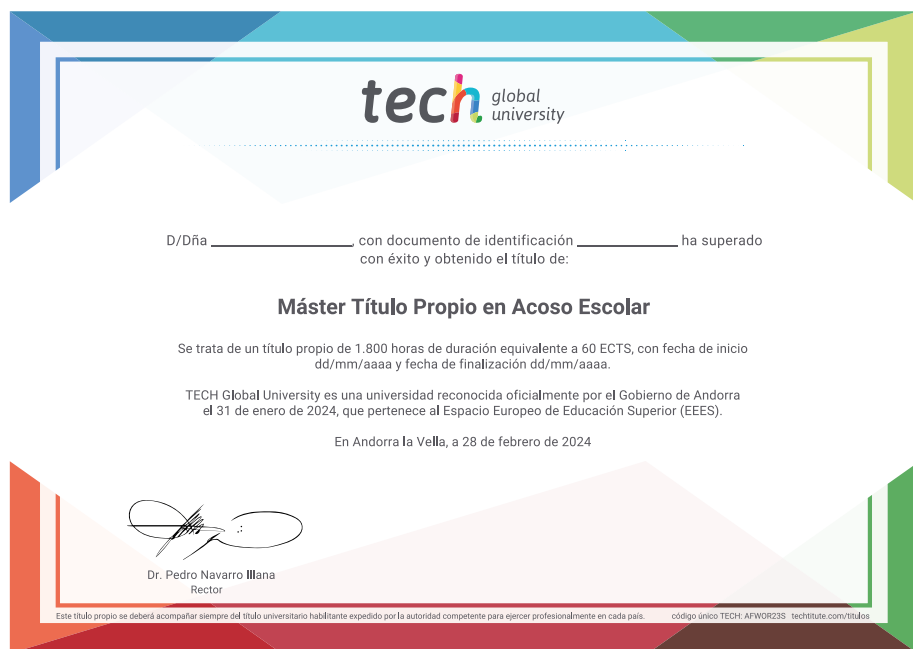 tech global university
D/Dña ______________, con documento de identificación ____________ ha superado
con éxito y obtenido el título de:
Máster Título Propio en Acoso Escolar
Se trata de un título propio de 1.800 horas de duración equivalente a 60 ECTS, con fecha de inicio
dd/mm/aaaa y fecha de finalización dd/mm/aaaa.
TECH Global University es una universidad reconocida oficialmente por el Gobierno de Andorra
el 31 de enero de 2024, que pertenece al Espacio Europeo de Educación Superior (EEES).
En Andorra la Vella, a 28 de febrero de 2024
Dr. Pedro Navarro Illana
Rector
Este título propio se deberá acompañar siempre del título universitario habilitante expedido por la autoridad competente para ejercer profesionalmente en cada país. código único TECH: AFWOR23S techtitute.com/titulos